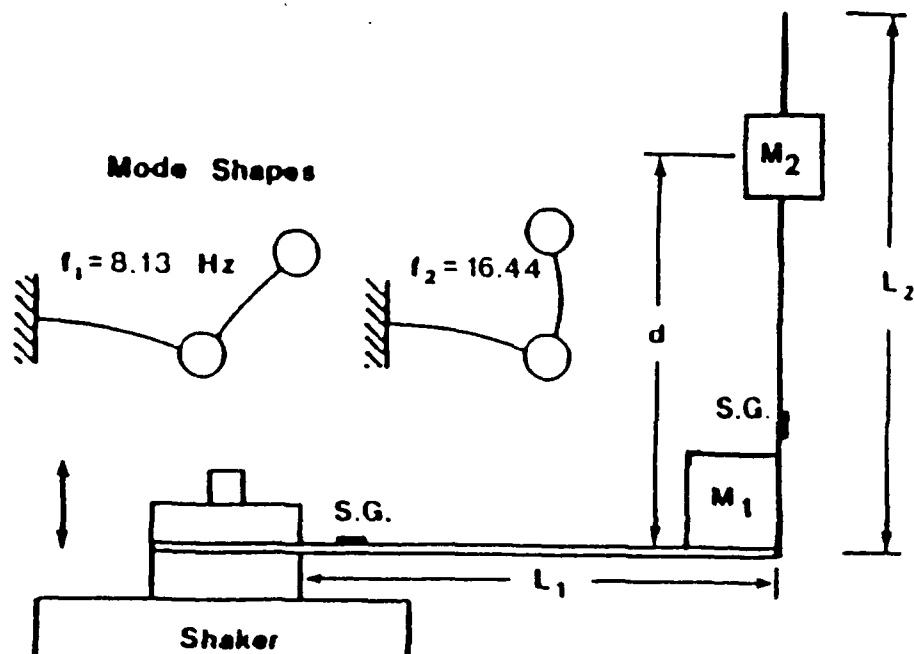 Mode Shapes
f₁=8.13 Hz
f₂=16.44
M₂
L₂
d
S.G.
M₁
S.G.
L₁
Shaker